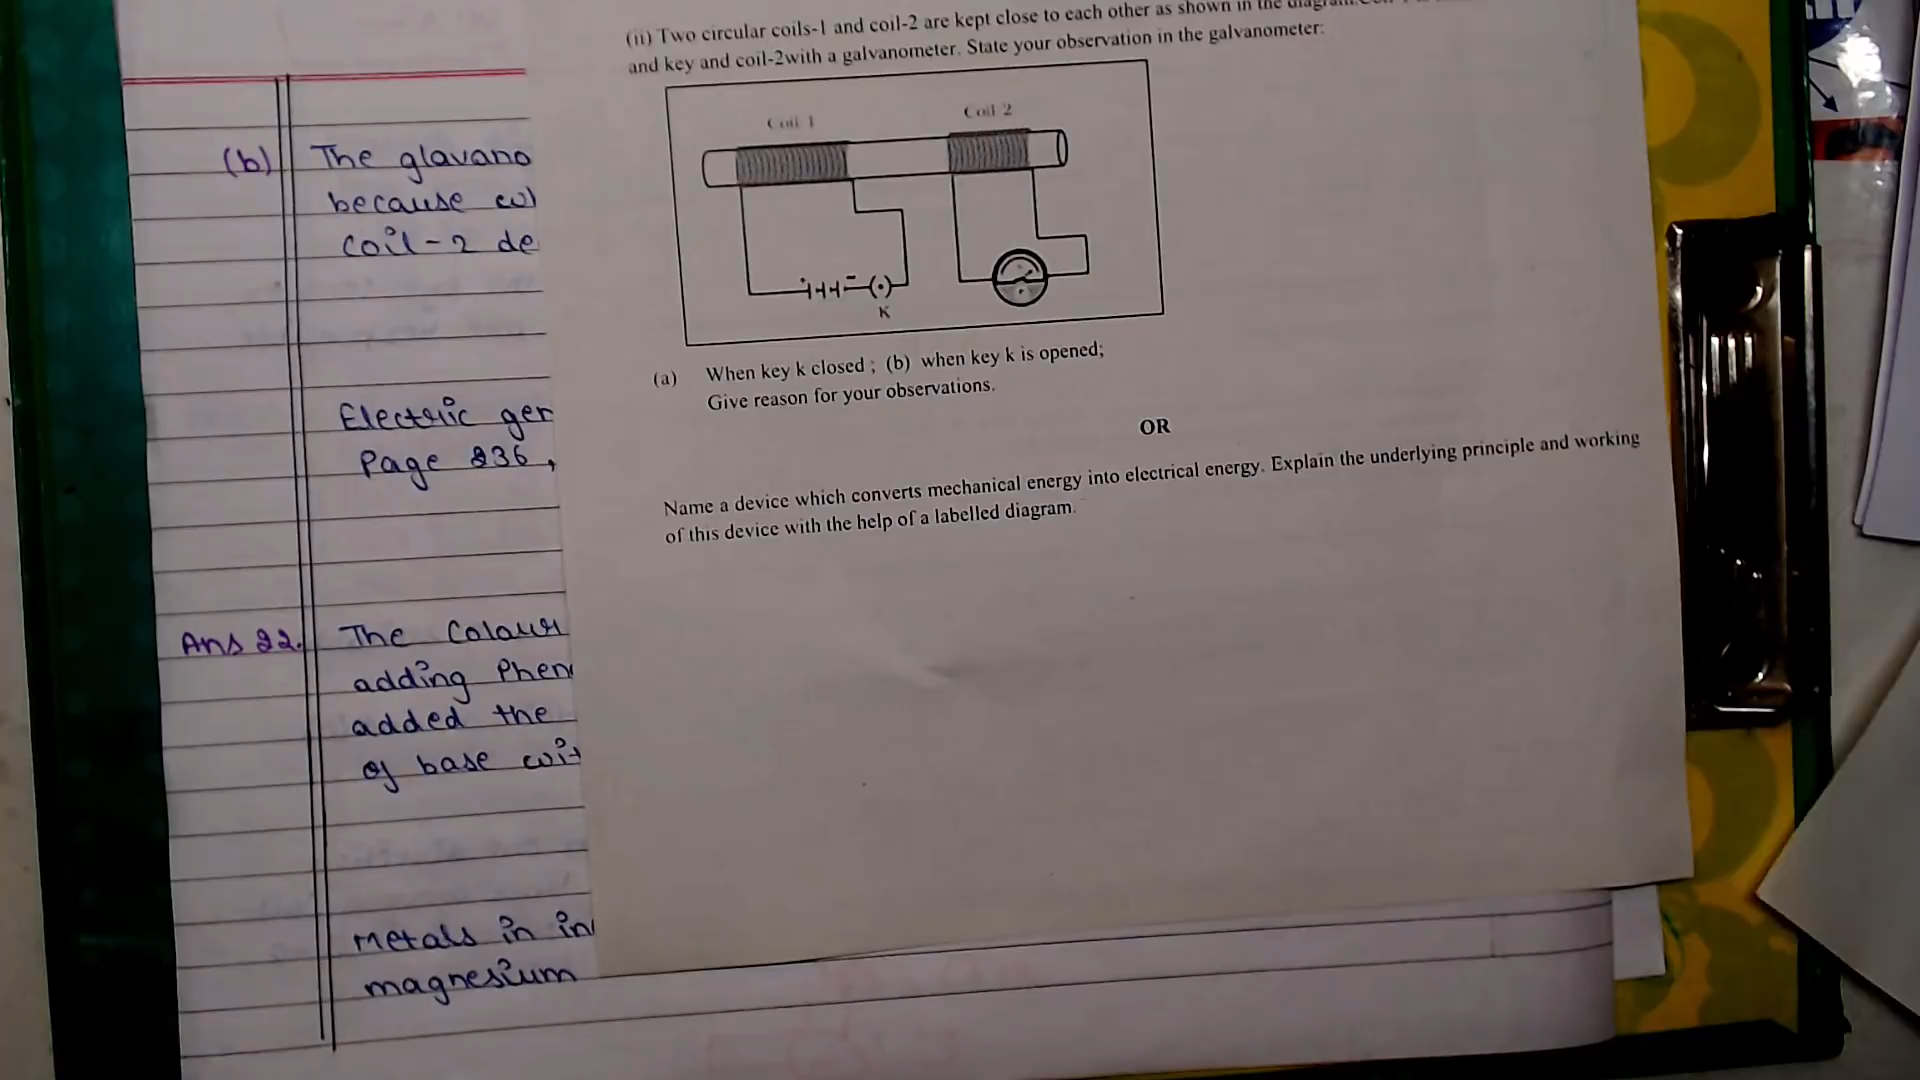 (ii) Two circular coils-1 and coil-2 are kept close to each other as shown in the
and key and coil-2with a galvanometer. State your observation in the galvanometer:
Coil 1
Coil 2
K
(a) When key k closed ; (b) when key k is opened;
Give reason for your observations.
OR
Name a device which converts mechanical energy into electrical energy. Explain the underlying principle and working
of this device with the help of a labelled diagram.
(b) The glavano
because
coil-2 de
Electric gen
Page 236,
Ans 22. The Colour
adding Phen
added the
of base wit
Metals in in
magnesium